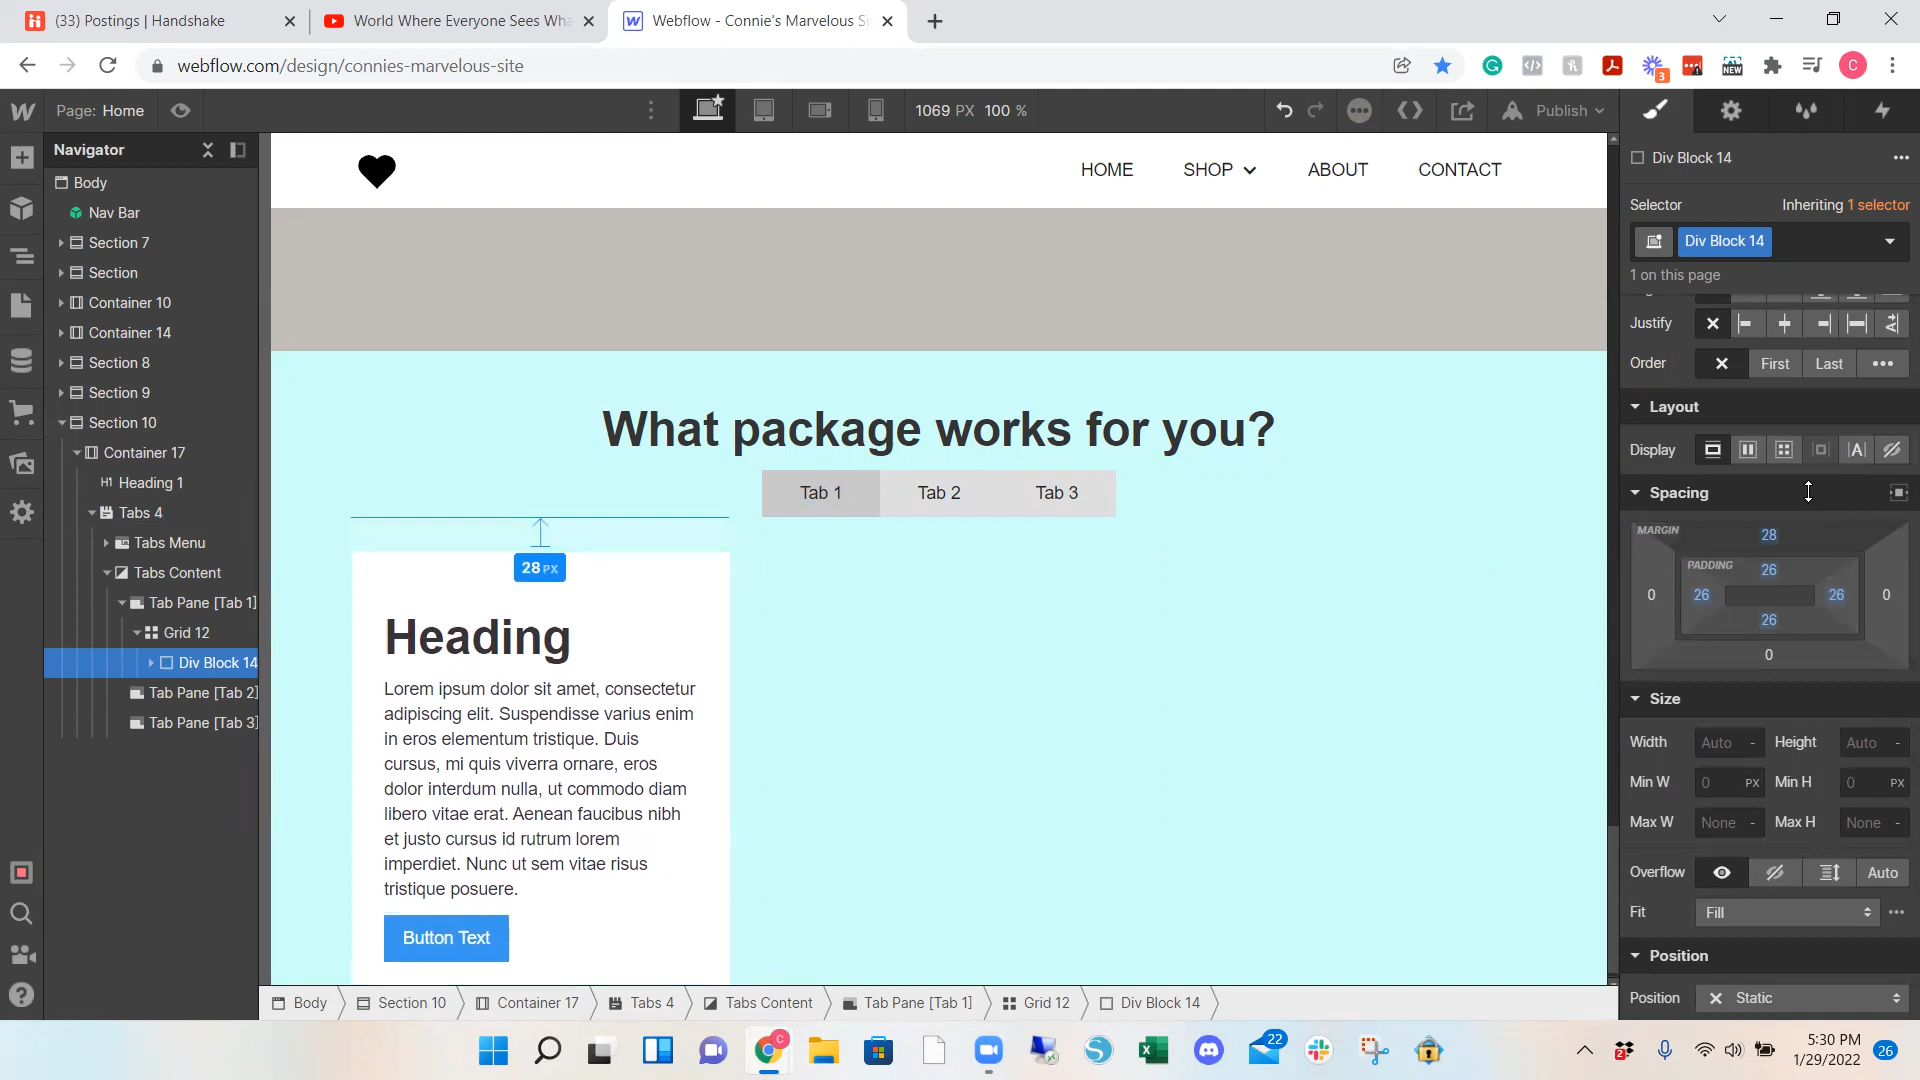 (33) Postings | Handshake
World Where Everyone Sees Wha
Webflow - Connie's Marvelous Si
webflow.com/design/connies-marvelous-site
3
NEW
C
Page: Home
1069 PX 100 %
Publish
Navigator
Body
Nav Bar
Section 7
Section
Container 10
Container 14
Section 8
Section 9
Section 10
Container 17
H1 Heading 1
Tabs 4
Tabs Menu
Tabs Content
Tab Pane [Tab 1]
Grid 12
Div Block 14
Tab Pane [Tab 2]
Tab Pane [Tab 3]
HOME
SHOP
ABOUT
CONTACT
What package works for you?
Tab 1
Tab 2
Tab 3
28 PX
Heading
Lorem ipsum dolor sit amet, consectetur
adipiscing elit. Suspendisse varius enim
in eros elementum tristique. Duis
cursus, mi quis viverra ornare, eros
dolor interdum nulla, ut commodo diam
libero vitae erat. Aenean faucibus nibh
et justo cursus id rutrum lorem
imperdiet. Nunc ut sem vitae risus
tristique posuere.
Button Text
Body
Section 10
Container 17
Tabs 4
Tabs Content
Tab Pane [Tab 1]
Grid 12
Div Block 14
Div Block 14
Selector
Inheriting 1 selector
Div Block 14
1 on this page
Justify
Order
First
Last
Layout
Display
Spacing
MARGIN
28
PADDING
26
0
26
26
0
26
0
Size
Width Auto -
Height Auto -
Min W 0 PX
Min H 0 PX
Max W None -
Max H None -
Overflow
Auto
Fit
Fill
Position
Position
Static
C
22
2
5:30 PM
1/29/2022
26